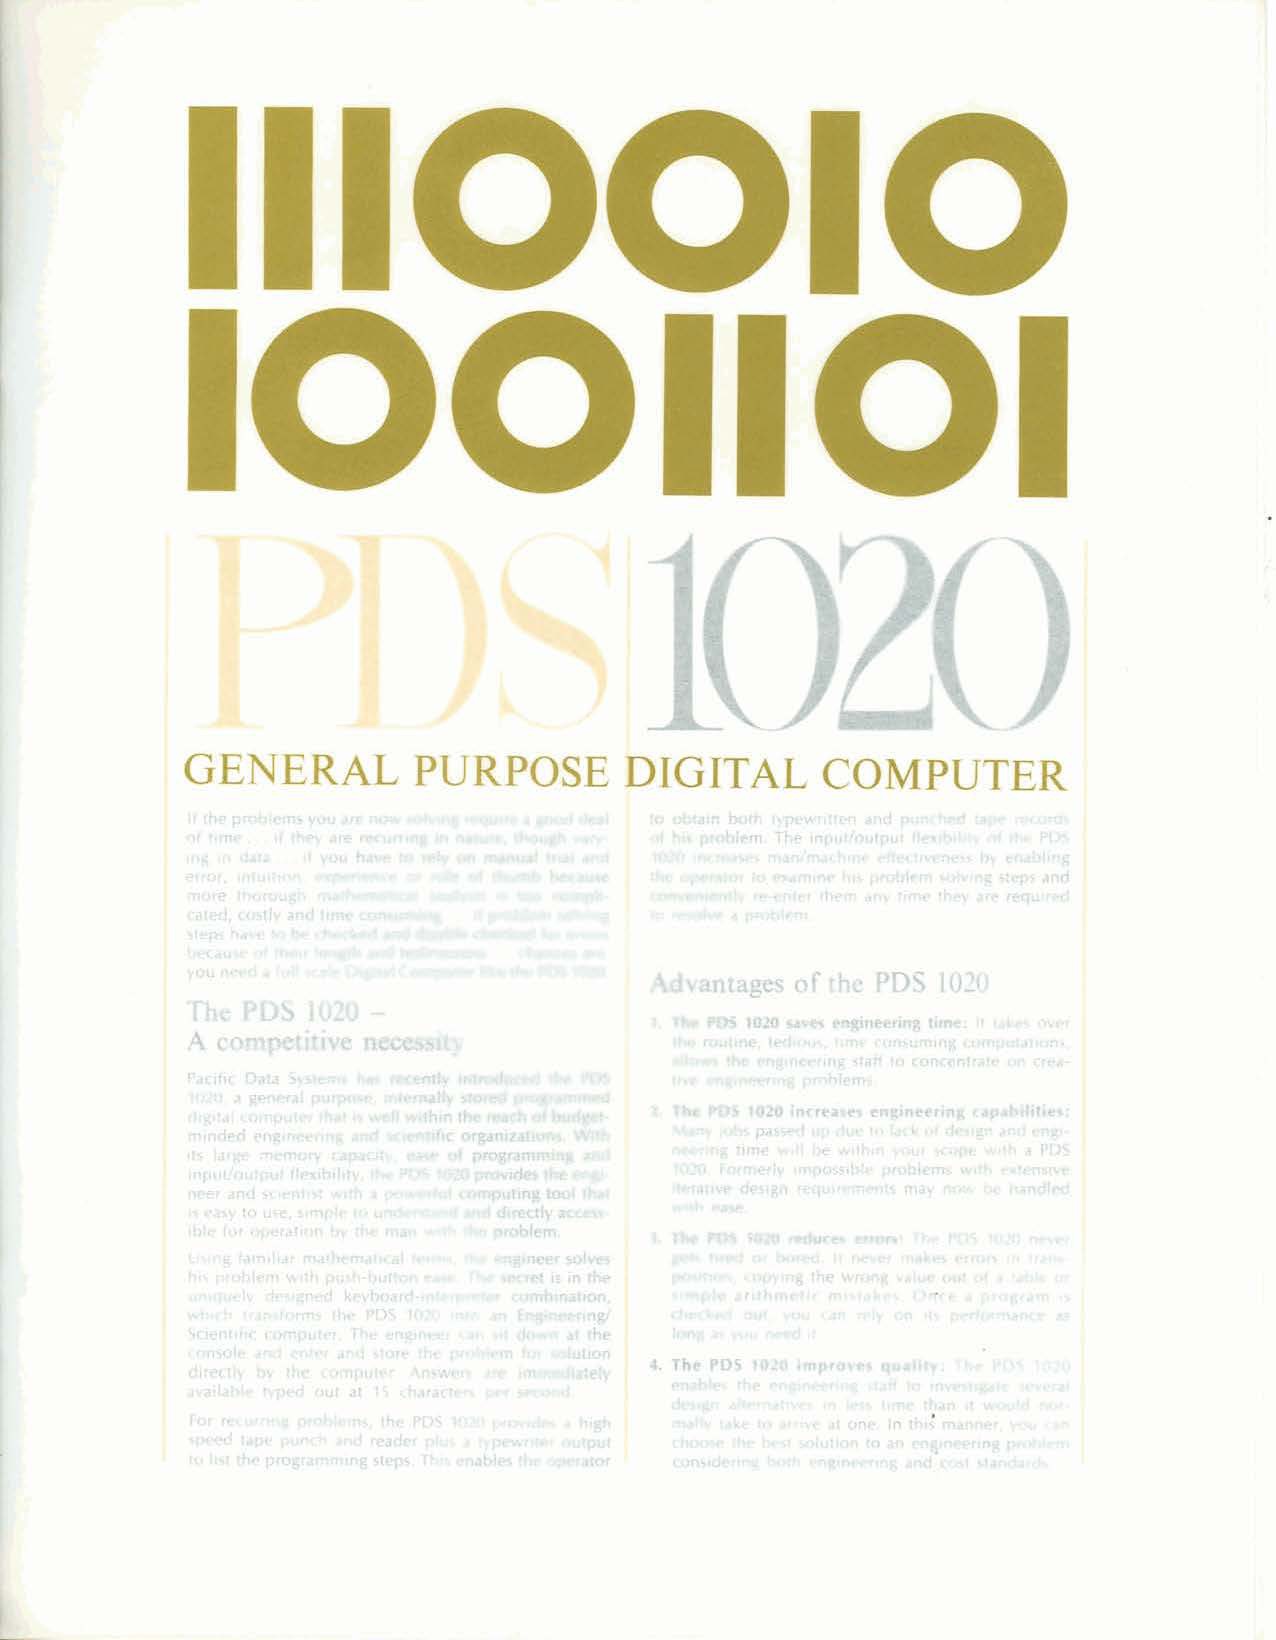 1110010
1001101
PDS 1020
GENERAL PURPOSE DIGITAL COMPUTER
If the problems you are now solving require a good deal
of time . . . if they are recurring in nature, though vary-
ing in data . . . if you have to rely on manual trial and
error, intuition, experience or rule of thumb because
more thorough mathematical analysis is too compli-
cated, costly and time consuming . . . if problem solving
steps have to be checked and double checked for errors
because of their length and tediousness . . . chances are
you need a full scale Digital Computer like the PDS 1020.
The PDS 1020 –
A competitive necessity
Pacific Data Systems has recently introduced the PDS
1020, a general purpose, internally stored programmed
digital computer that is well within the reach of budget-
minded engineering and scientific organizations. With
its large memory capacity, ease of programming and
input/output flexibility, the PDS 1020 provides the engi-
neer and scientist with a powerful computing tool that
is easy to use, simple to understand and directly access-
ible for operation by the man with the problem.
Using familiar mathematical terms, the engineer solves
his problem with push-button ease. The secret is in the
uniquely designed keyboard-interpreter combination,
which transforms the PDS 1020 into an Engineering/
Scientific computer. The engineer can sit down at the
console and enter and store the problem for solution
directly by the computer. Answers are immediately
available typed out at 15 characters per second.
For recurring problems, the PDS 1020 provides a high
speed tape punch and reader plus a typewriter output
to list the programming steps. This enables the operator
to obtain both typewritten and punched tape records
of his problem. The input/output flexibility of the PDS
1020 increases man/machine effectiveness by enabling
the operator to examine his problem solving steps and
conveniently re-enter them any time they are required
to resolve a problem.
Advantages of the PDS 1020
1. The PDS 1020 saves engineering time: It takes over
the routine, tedious, time consuming computations,
allows the engineering staff to concentrate on crea-
tive engineering problems.
2. The PDS 1020 increases engineering capabilities:
Many jobs passed up due to lack of design and engi-
neering time will be within your scope with a PDS
1020. Formerly impossible problems with extensive
iterative design requirements may now be handled
with ease.
3. The PDS 1020 reduces errors: The PDS 1020 never
gets tired or bored. It never makes errors in trans-
position, copying the wrong value out of a table or
simple arithmetic mistakes. Once a program is
checked out, you can rely on its performance as
long as you need it.
4. The PDS 1020 improves quality: The PDS 1020
enables the engineering staff to investigate several
design alternatives in less time than it would nor-
mally take to arrive at one. In this manner, you can
choose the best solution to an engineering problem
considering both engineering and cost standards.